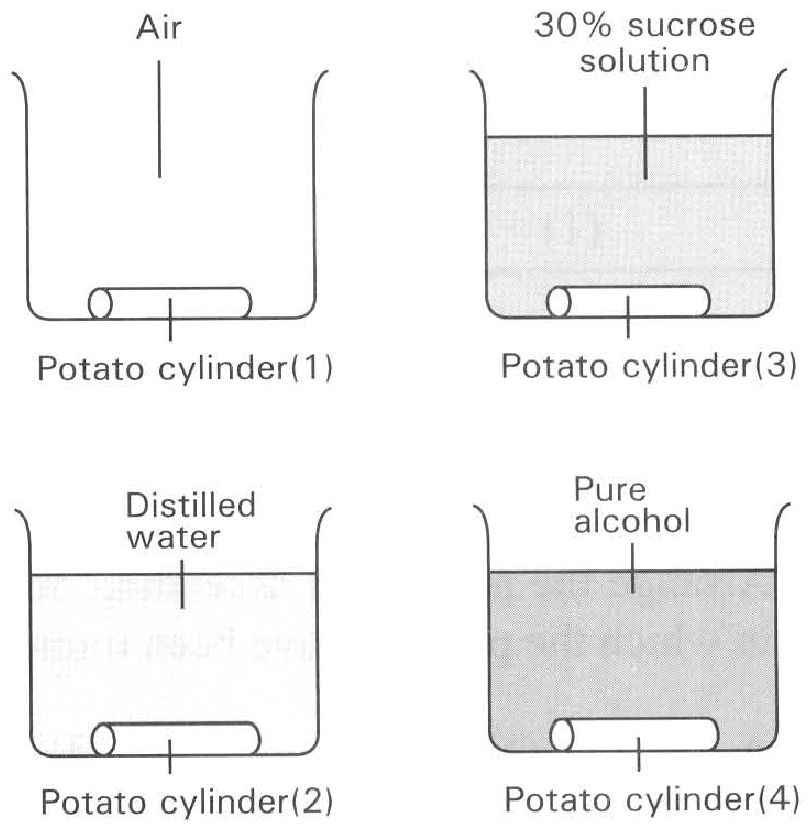 Air
Potato cylinder(1)
30% sucrose
solution
Potato cylinder(3)
Distilled
water
Potato cylinder(2)
Pure
alcohol
Potato cylinder(4)